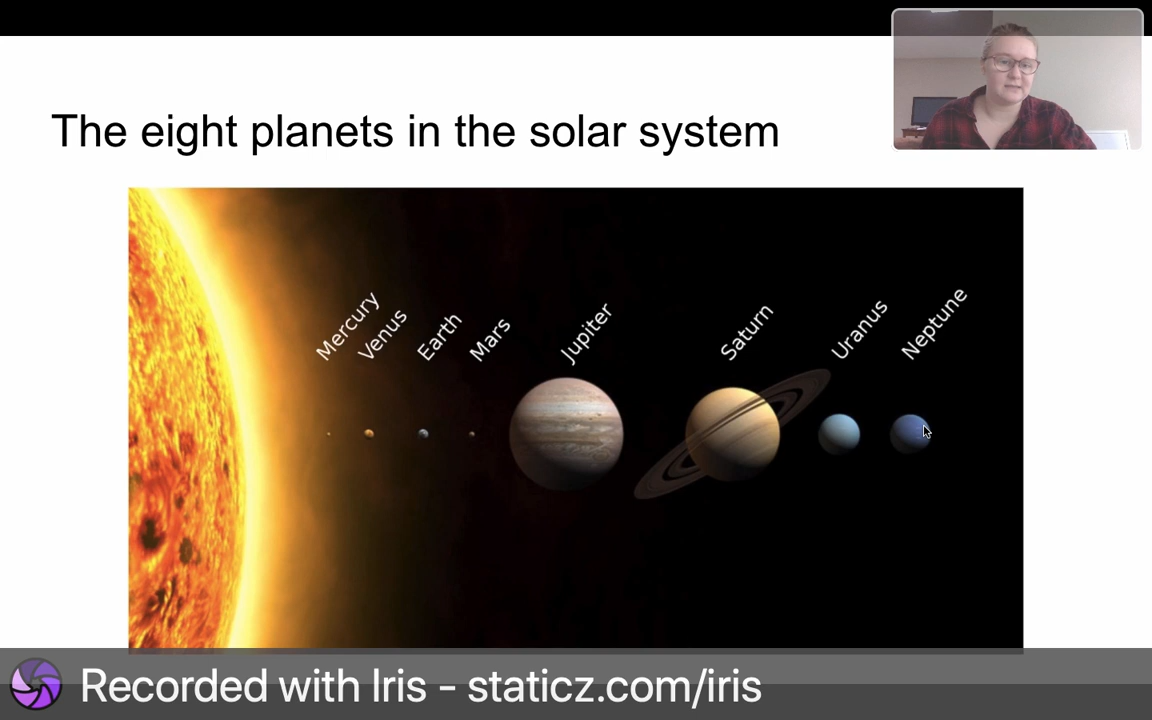 The eight planets in the solar system
Mercury
Venus
Earth
Mars
Jupiter
Saturn
Uranus
Neptune
Recorded with Iris - staticz.com/iris